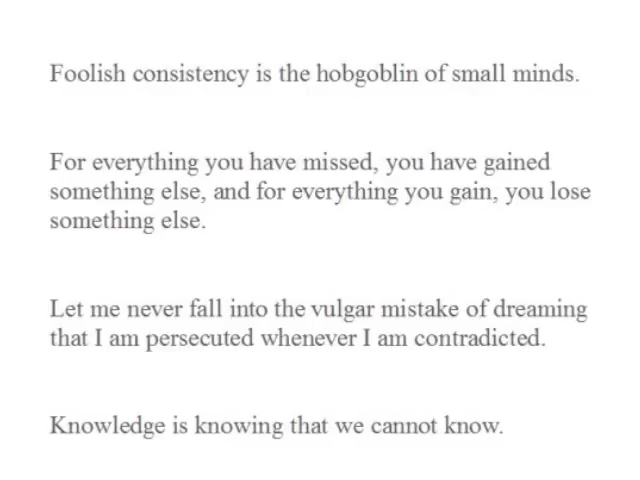 Foolish consistency is the hobgoblin of small minds.
For everything you have missed, you have gained
something else, and for everything you gain, you lose
something else.
Let me never fall into the vulgar mistake of dreaming
that I am persecuted whenever I am contradicted.
Knowledge is knowing that we cannot know.